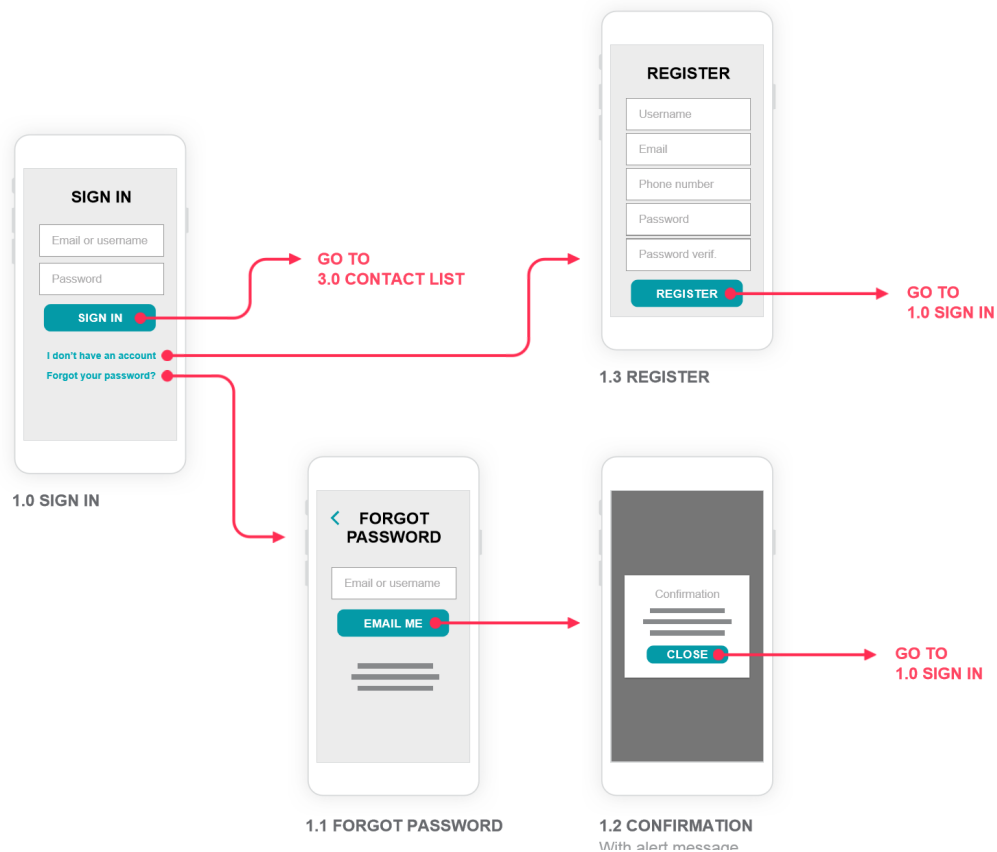 SIGN IN
Email or username
Password
SIGN IN
I don't have an account
Forgot your password?
1.0 SIGN IN
GO TO
3.0 CONTACT LIST
REGISTER
Username
Email
Phone number
Password
Password verif.
REGISTER
GO TO
1.0 SIGN IN
1.3 REGISTER
FORGOT
PASSWORD
Email or username
EMAIL ME
1.1 FORGOT PASSWORD
Confirmation
CLOSE
GO TO
1.0 SIGN IN
1.2 CONFIRMATION
With alert message